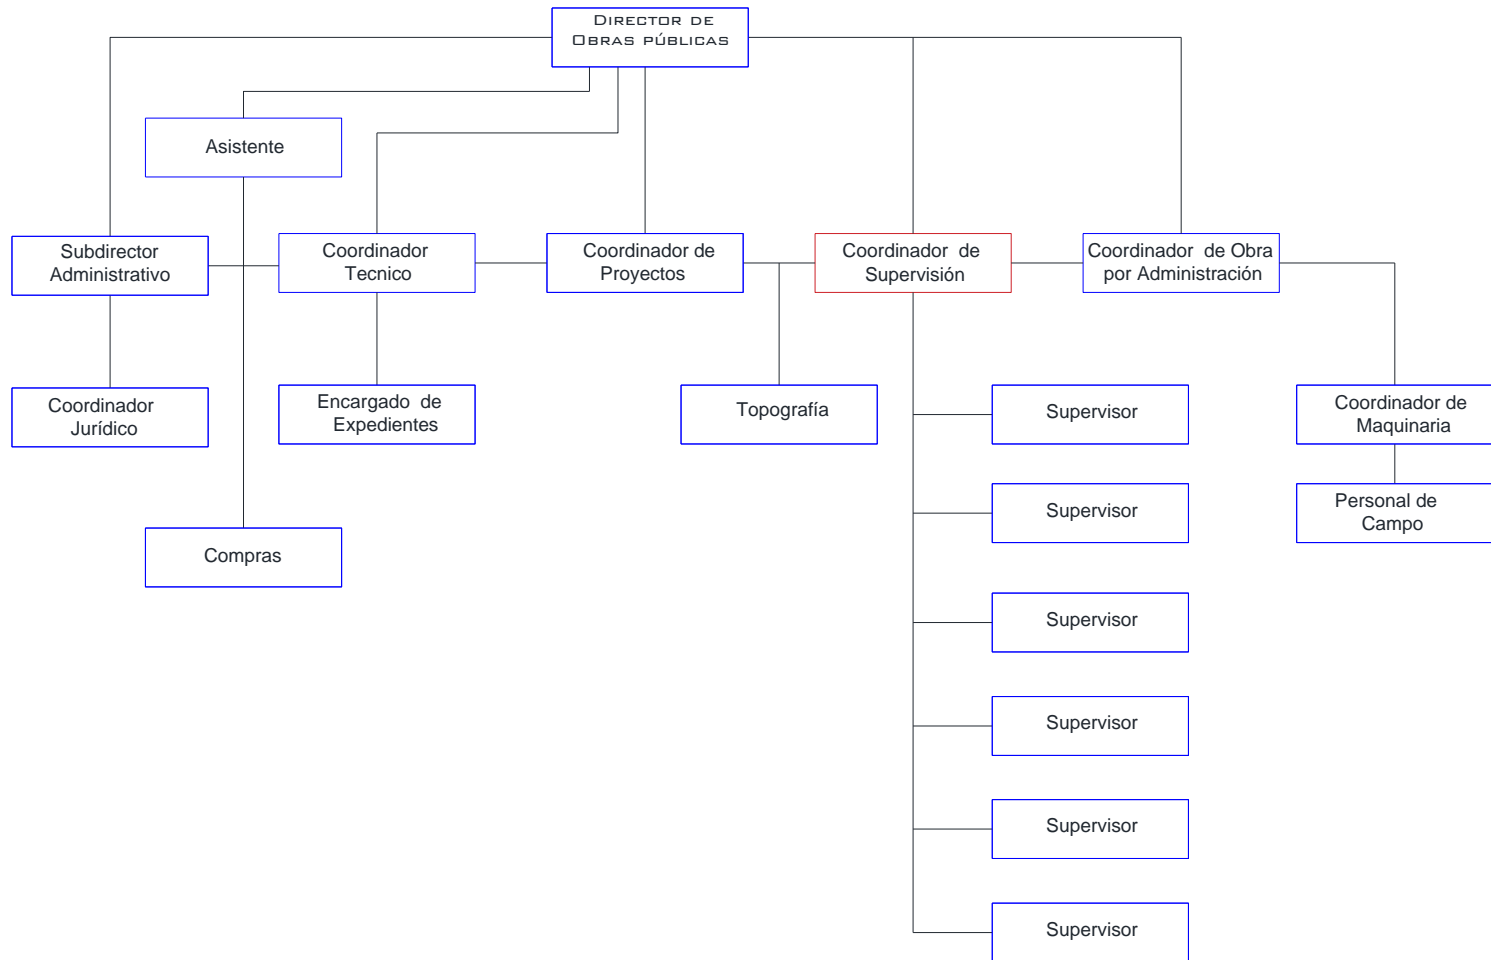 DIRECTOR DE
OBRAS PÚBLICAS
Asistente
Subdirector
Administrativo
Coordinador
Tecnico
Coordinador de
Proyectos
Coordinador de
Supervisión
Coordinador de Obra
por Administración
Coordinador
Jurídico
Encargado de
Expedientes
Topografía
Supervisor
Coordinador de
Maquinaria
Supervisor
Personal de
Campo
Compras
Supervisor
Supervisor
Supervisor
Supervisor